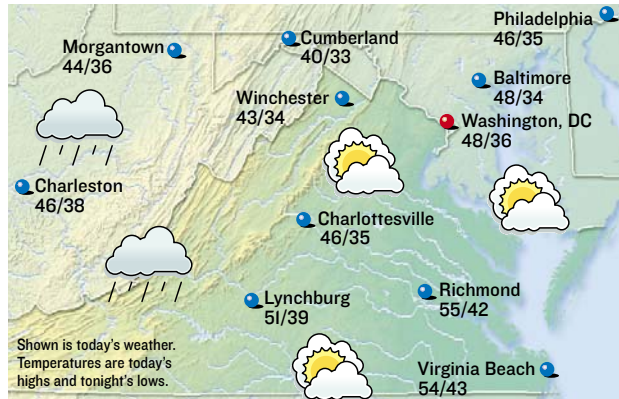 Philadelphia
46/35
Morgantown
44/36
Cumberland
40/33
Baltimore
48/34
Winchester
43/34
Washington, DC
48/36
Charleston
46/38
Charlottesville
46/35
Lynchburg
51/39
Richmond
55/42
Shown is today's weather.
Temperatures are today's
highs and tonight's lows.
Virginia Beach
54/43